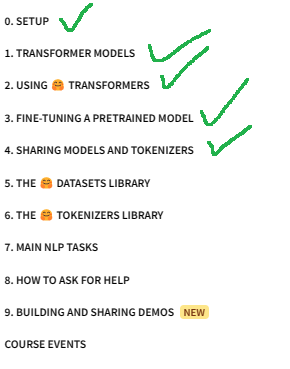 0. SETUP
1. TRANSFORMER MODELS
2. USING 🤗 TRANSFORMERS
3. FINE-TUNING A PRETRAINED MODEL
4. SHARING MODELS AND TOKENIZERS
5. THE 🤗 DATASETS LIBRARY
6. THE 🤗 TOKENIZERS LIBRARY
7. MAIN NLP TASKS
8. HOW TO ASK FOR HELP
9. BUILDING AND SHARING DEMOS NEW
COURSE EVENTS